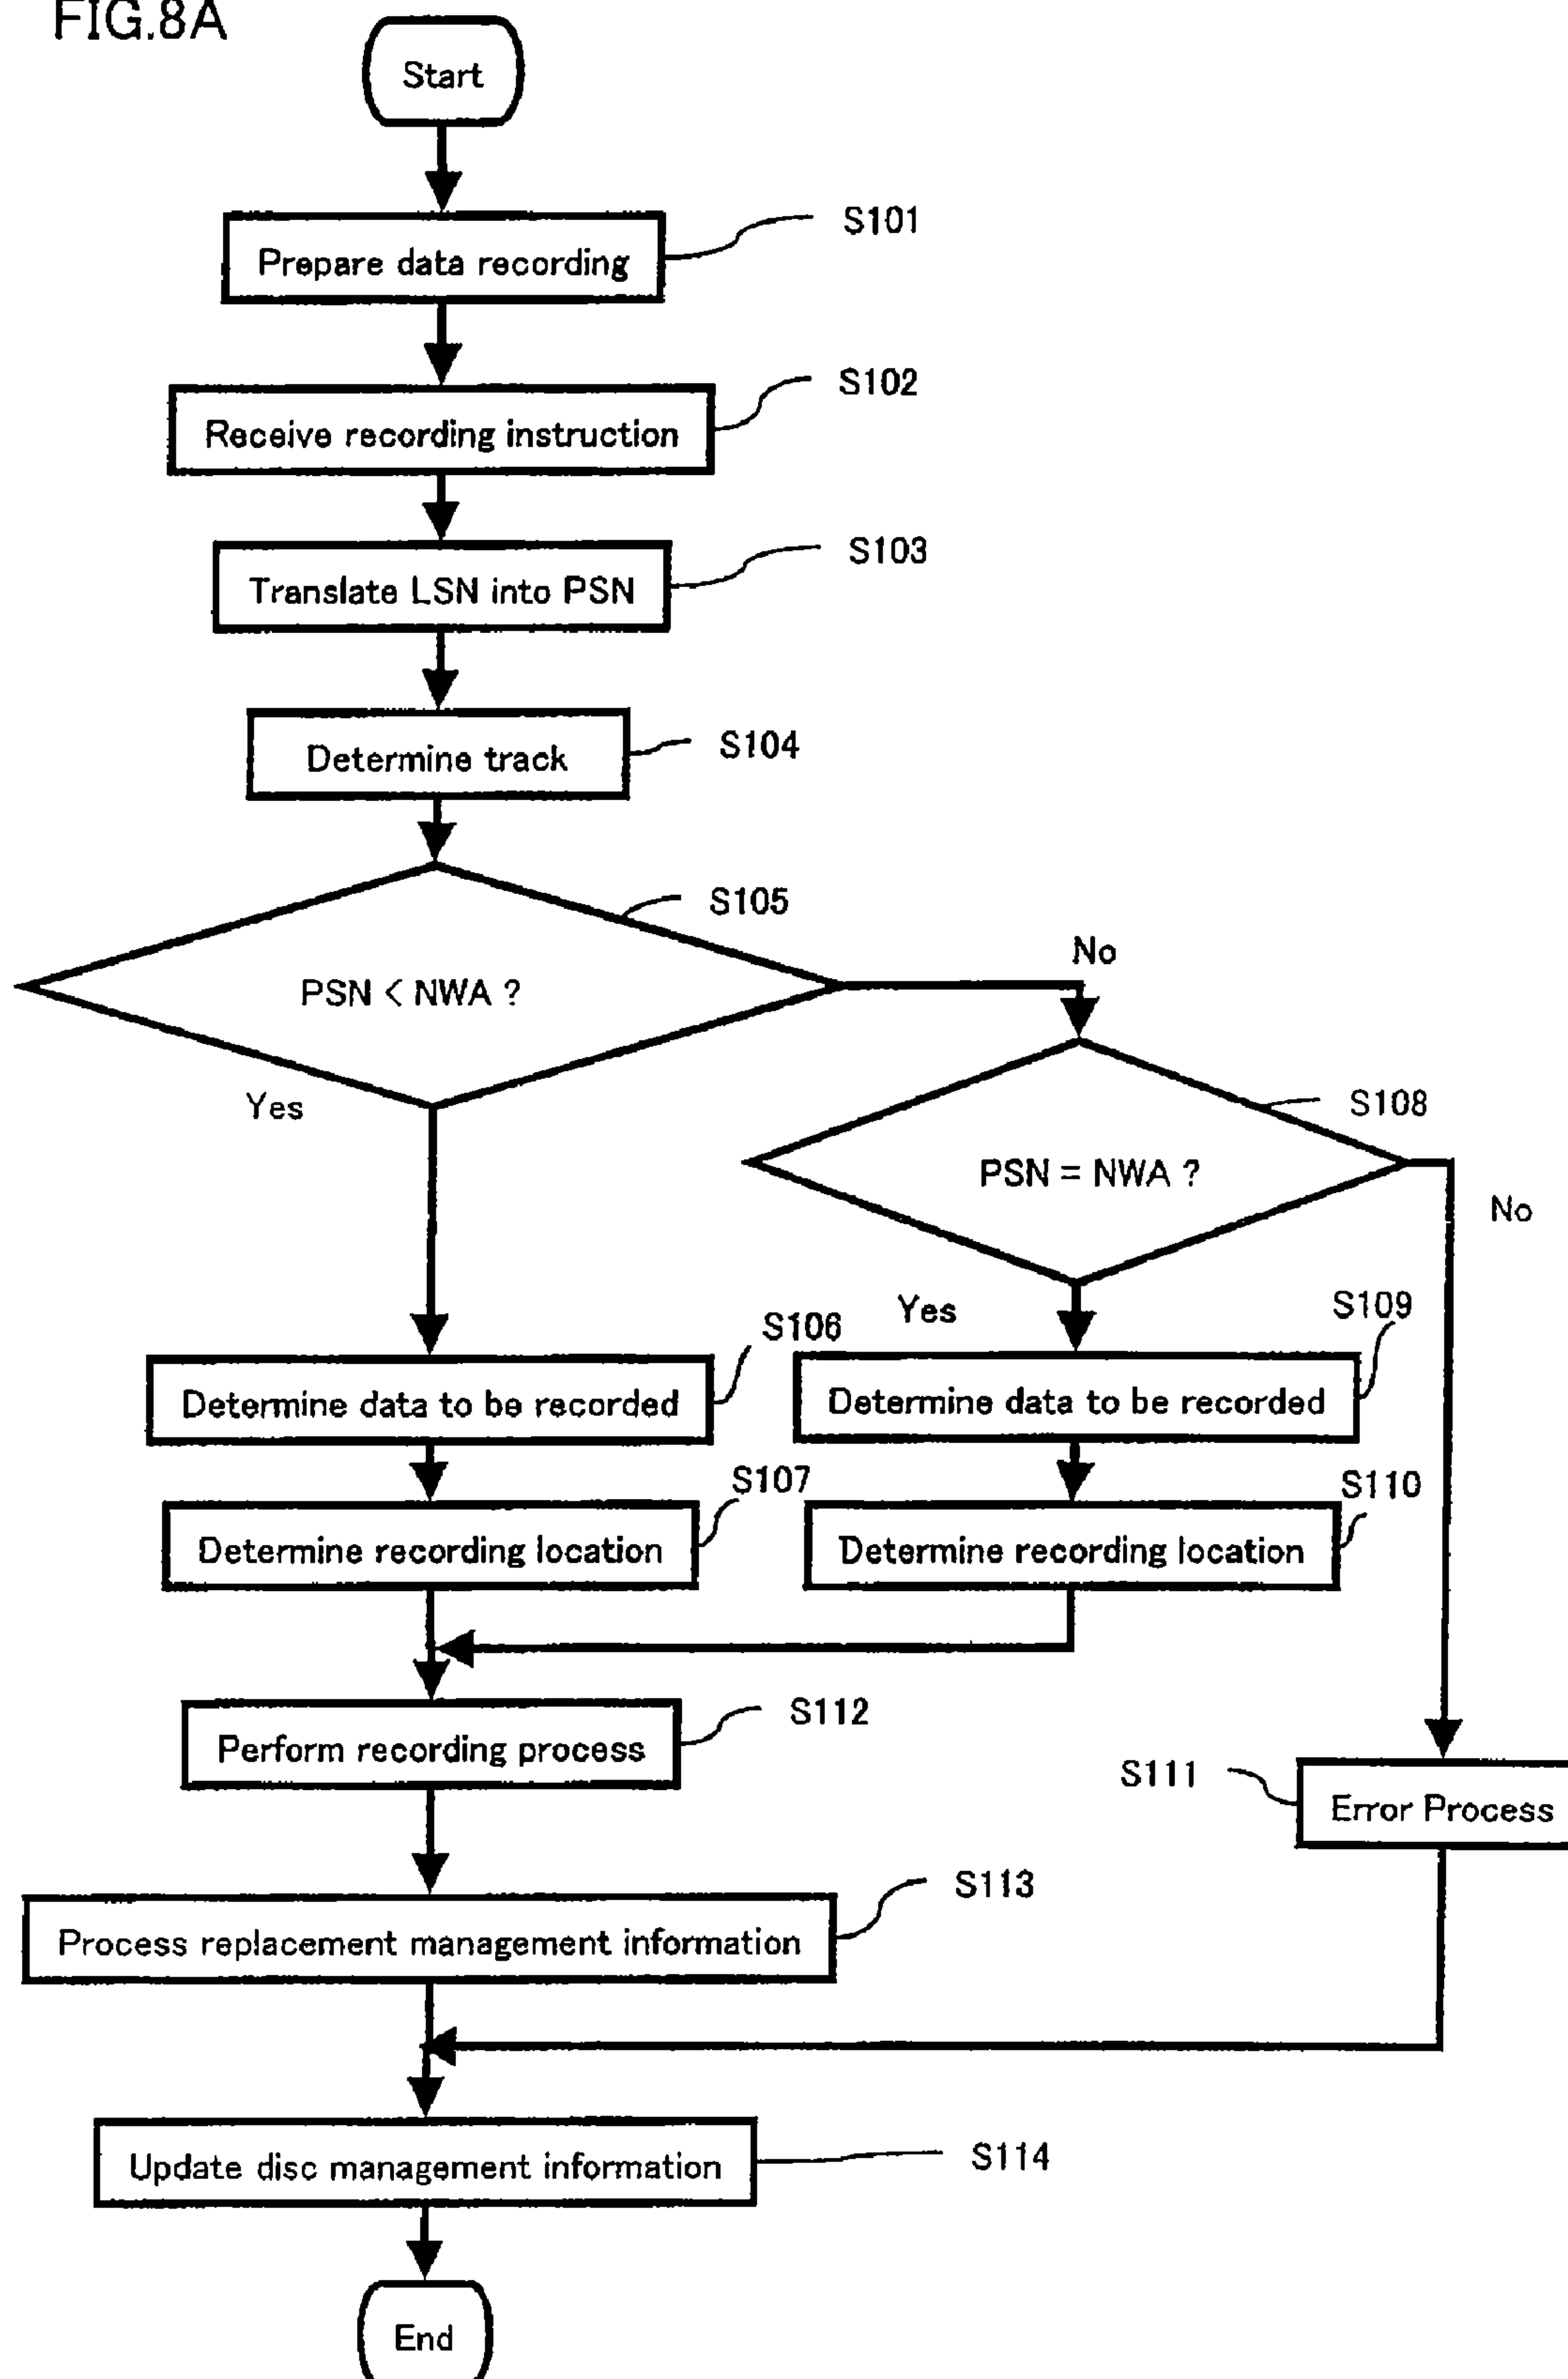 FIG.8A
Start
S101
Prepare data recording
S102
Receive recording instruction
S103
Translate LSN into PSN
S104
Determine track
S105
PSN < NWA ?
No
Yes
S108
PSN = NWA ?
No
Yes
S106
Determine data to be recorded
S109
Determine data to be recorded
S107
Determine recording location
S110
Determine recording location
S112
Perform recording process
S111
Error Process
S113
Process replacement management information
S114
Update disc management information
End